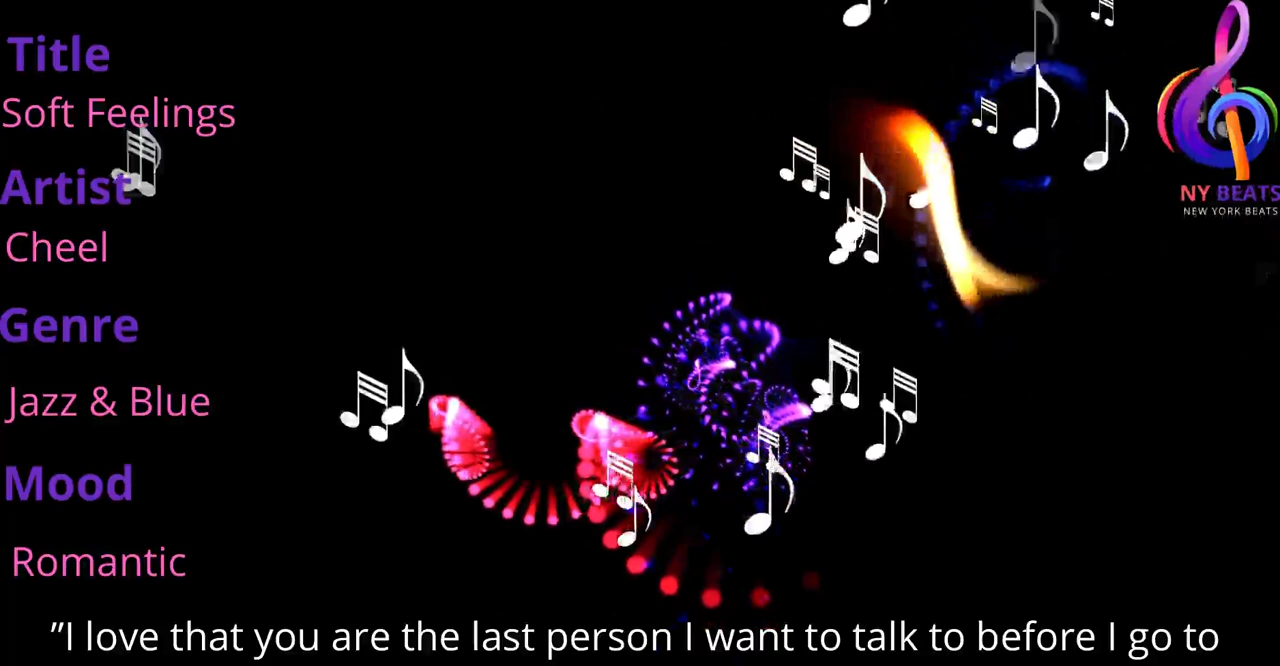 Title
Soft Feelings
Artist
Cheel
Genre
Jazz & Blue
Mood
Romantic
NY BEATS
NEW YORK BEATS
”I love that you are the last person I want to talk to before I go to